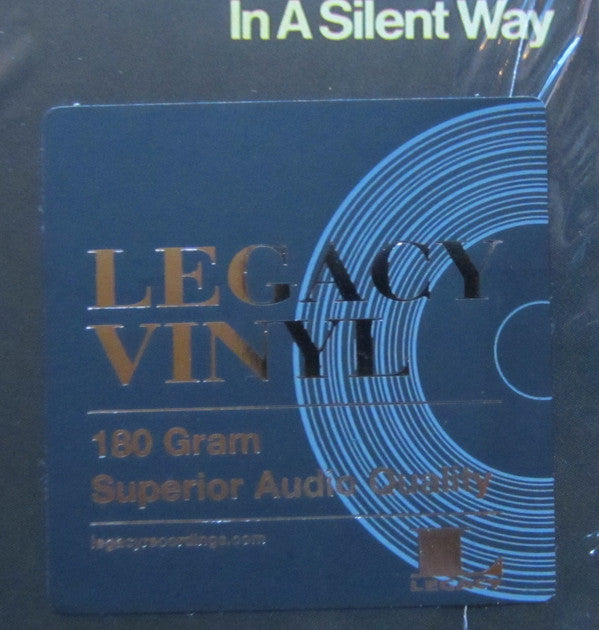 In A Silent Way
LEGACY
VINYL
180 Gram
Superior Audio Quality
legacyrecordings.com
LEGACY